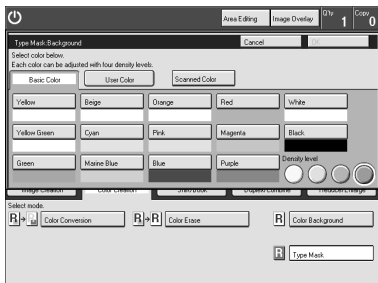 Area Editing Image Overlay Q'ty 1 Copy 0
Type Mask:Background Cancel OK
Select color below.
Each color can be adjusted with four density levels.
Basic Color User Color Scanned Color
Yellow Beige Orange Red White
Yellow Green Cyan Pink Magenta Black
Green Marine Blue Blue Purple Density level
Image Creation Color Creation Shift/Book Duplex/Combine Reduce/Enlarge
Select mode.
R R Color Conversion R R Color Erase R Color Background
R Type Mask